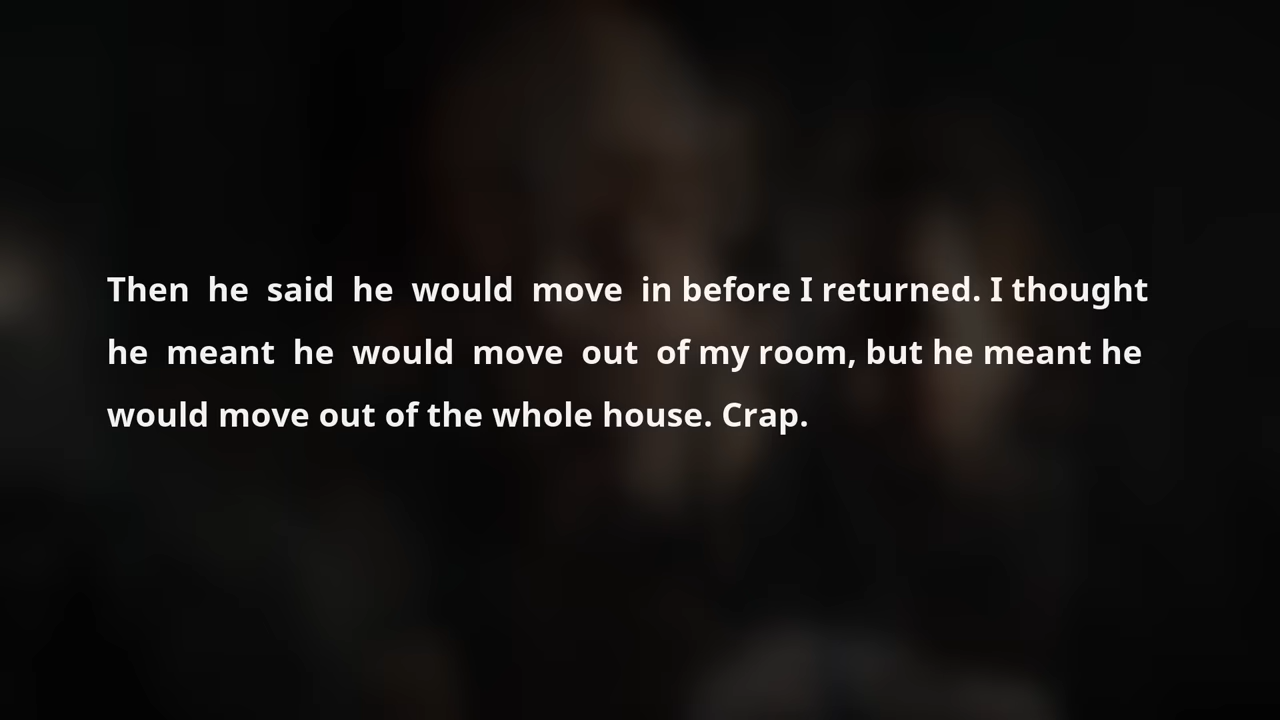 Then he said he would move in before I returned. I thought
he meant he would move out of my room, but he meant he
would move out of the whole house. Crap.